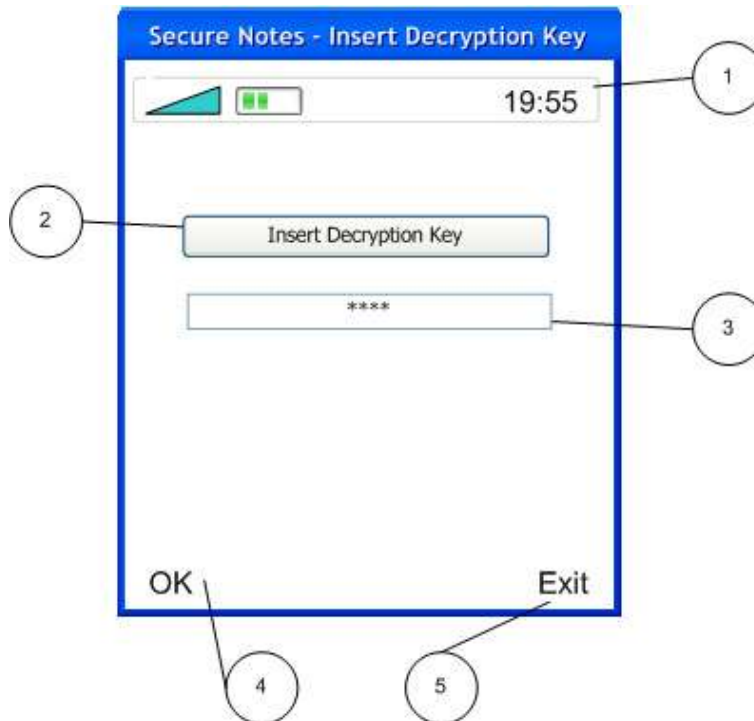 Secure Notes - Insert Decryption Key
1
19:55
2
Insert Decryption Key
****
3
OK
Exit
4
5